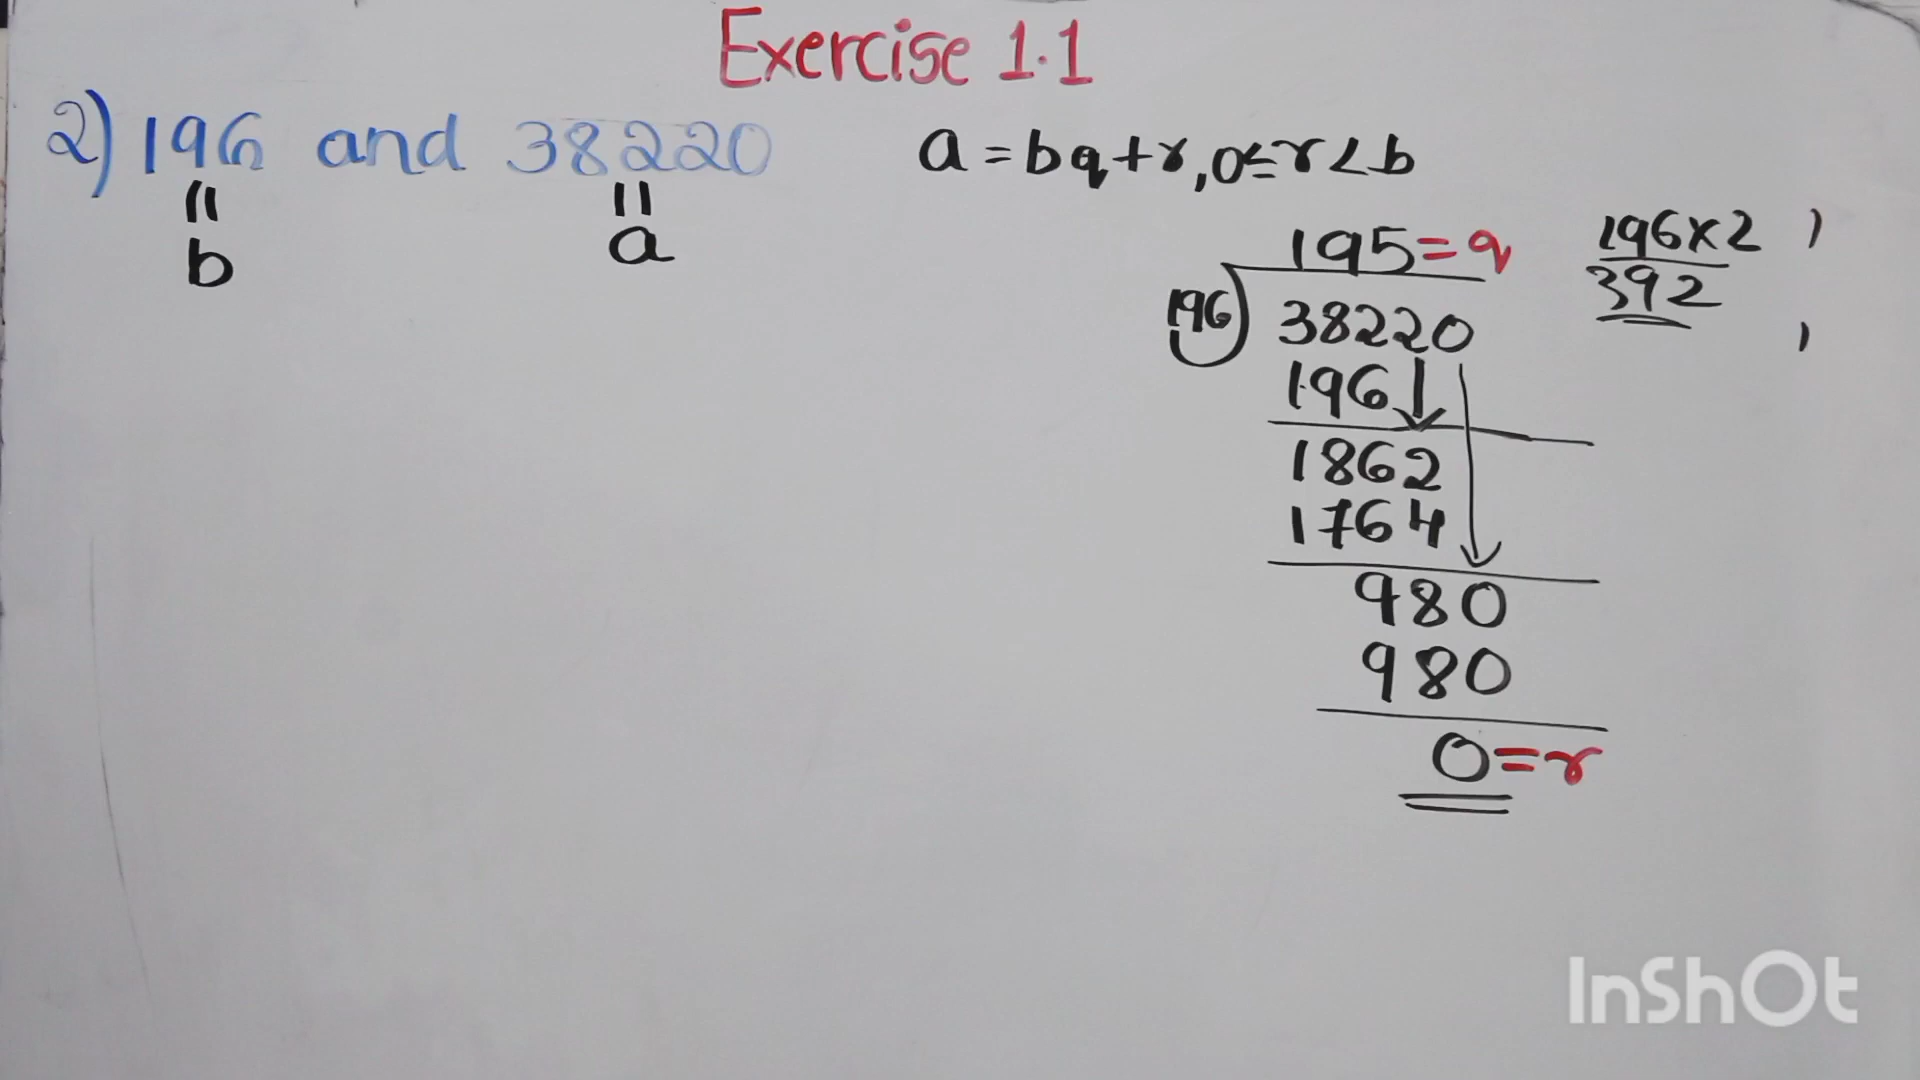 Exercise 1.1
2) 196 and 38220
a = bq + r, 0 ≤ r < b
b
a
195 = q
196 × 2
392
196) 38220
196
1862
1764
980
980
0 = r
InShOt